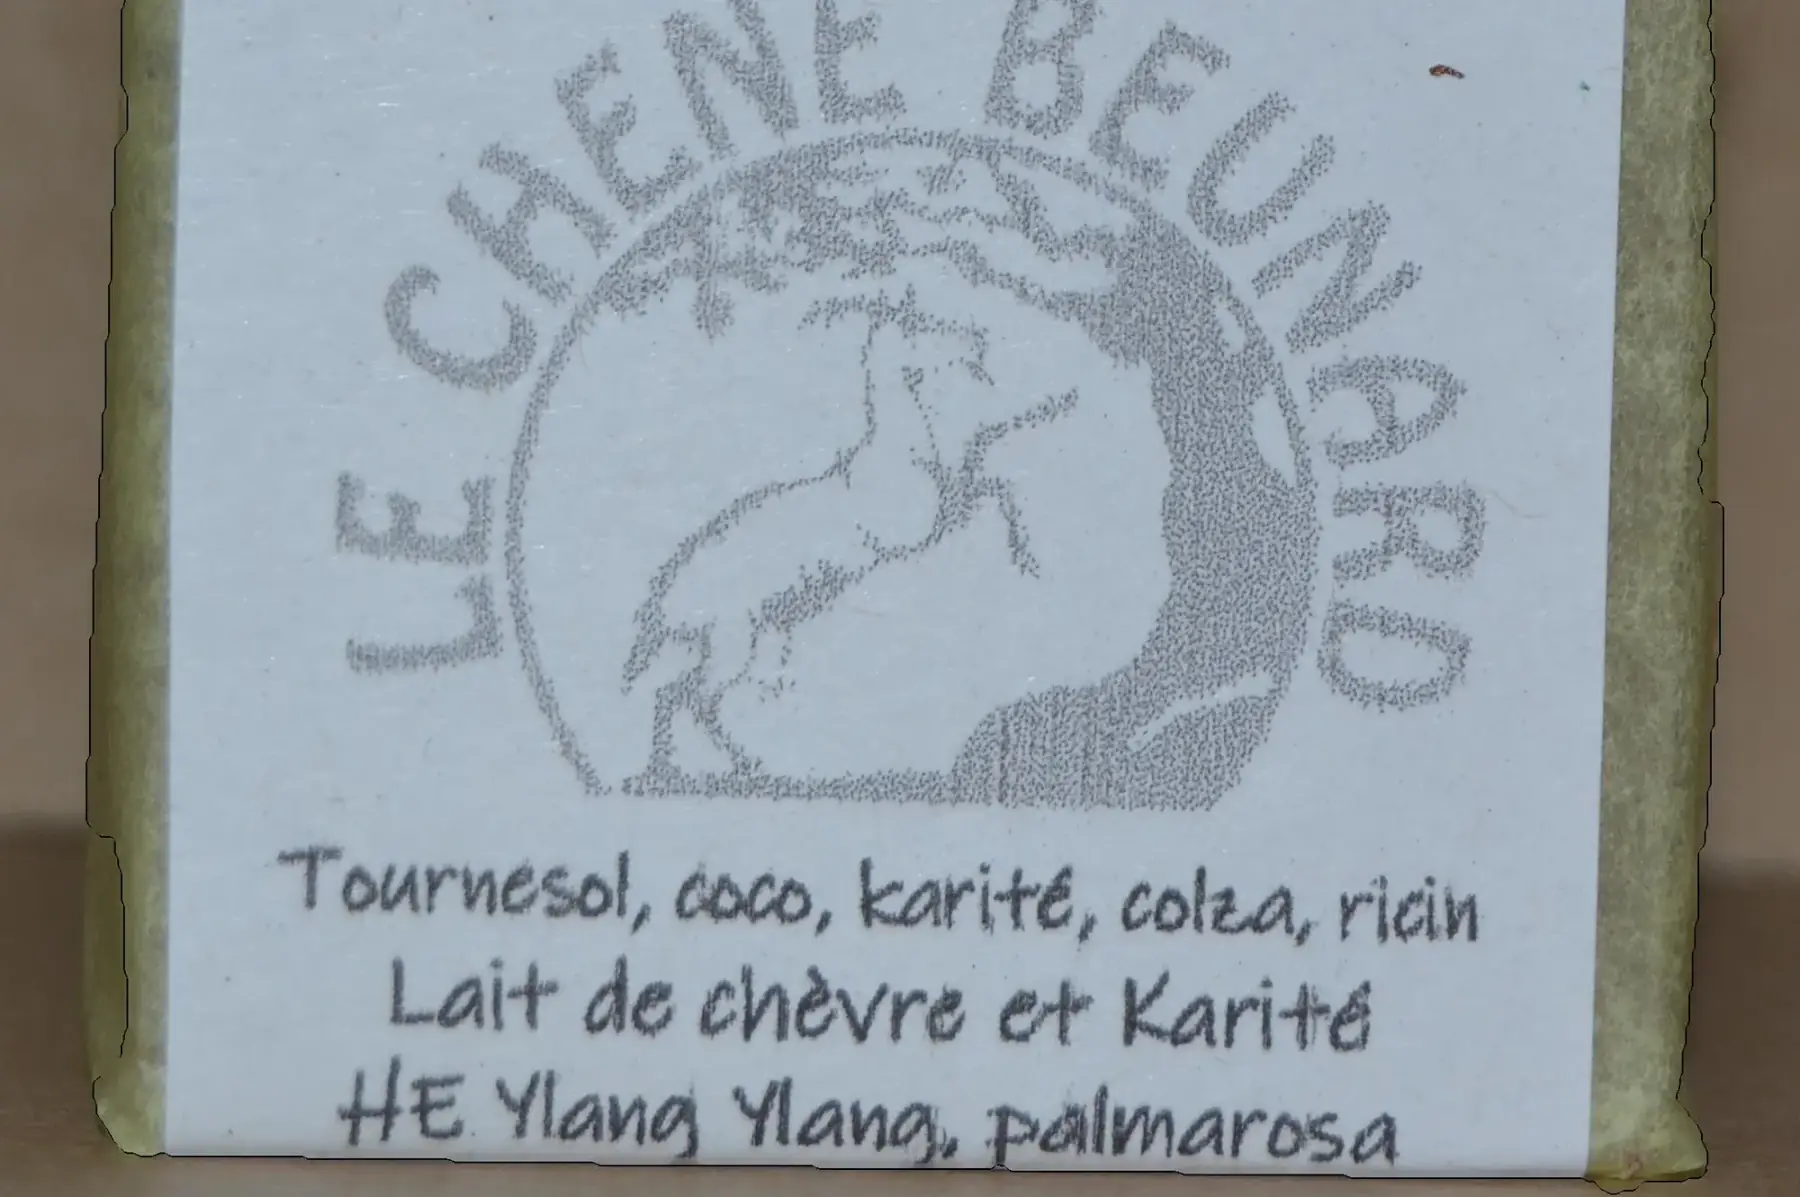 LE CHENE BEUNARD
Tournesol, coco, karité, colza, ricin
Lait de chèvre et Karité
HE Ylang Ylang, palmarosa